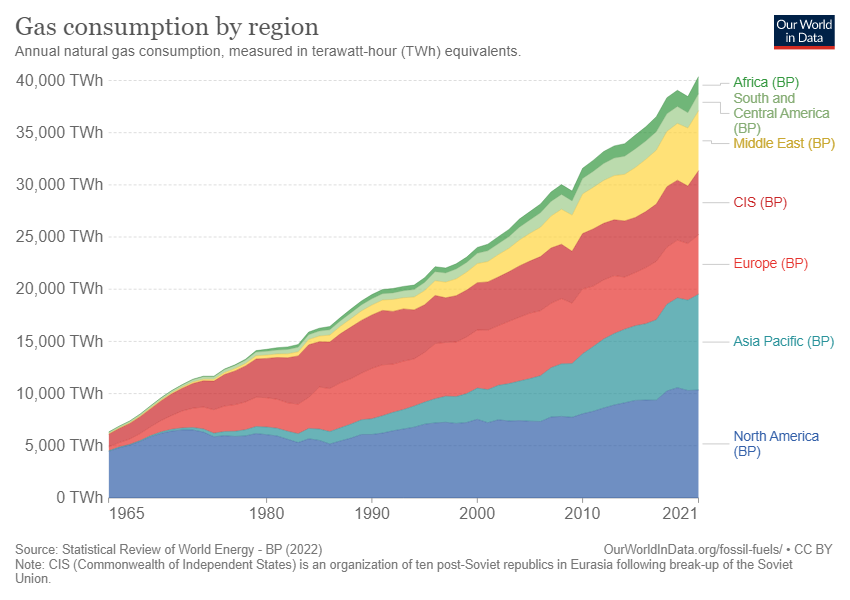 Gas consumption by region
Annual natural gas consumption, measured in terawatt-hour (TWh) equivalents.
Our World
in Data
40,000 TWh
35,000 TWh
30,000 TWh
25,000 TWh
20,000 TWh
15,000 TWh
10,000 TWh
5,000 TWh
0 TWh
1965
1980
1990
2000
2010
2021
Africa (BP)
South and
Central America
(BP)
Middle East (BP)
CIS (BP)
Europe (BP)
Asia Pacific (BP)
North America
(BP)
Source: Statistical Review of World Energy - BP (2022)
OurWorldInData.org/fossil-fuels/ • CC BY
Note: CIS (Commonwealth of Independent States) is an organization of ten post-Soviet republics in Eurasia following break-up of the Soviet
Union.